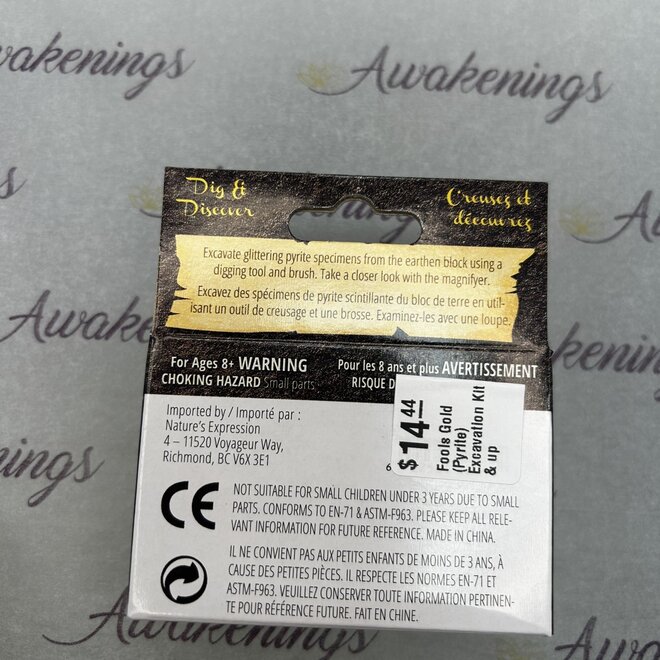 Awakenings
Awakenings
Awakenings
Awakenings
Awakenings
Awakenings
Dig &
Discover
Creusez et
découvrez
Excavate glittering pyrite specimens from the earthen block using a
digging tool and brush. Take a closer look with the magnifyer.
Excavez des spécimens de pyrite scintillante du bloc de terre en util-
isant un outil de creusage et une brosse. Examinez-les avec une loupe.
For Ages 8+ WARNING
CHOKING HAZARD Small parts
Pour les 8 ans et plus AVERTISSEMENT
RISQUE
Imported by / Importé par :
Nature's Expression
4 – 11520 Voyageur Way,
Richmond, BC V6X 3E1
6
$14.44
Fools Gold
(Pyrite)
Excavation Kit
& up
CE
NOT SUITABLE FOR SMALL CHILDREN UNDER 3 YEARS DUE TO SMALL
PARTS. CONFORMS TO EN-71 & ASTM-F963. PLEASE KEEP ALL RELE-
VANT INFORMATION FOR FUTURE REFERENCE. MADE IN CHINA.
IL NE CONVIENT PAS AUX PETITS ENFANTS DE MOINS DE 3 ANS, À
CAUSE DES PETITES PIÈCES. IL RESPECTE LES NORMES EN-71 ET
ASTM-F963. VEUILLEZ CONSERVER TOUTE INFORMATION PERTINEN-
TE POUR RÉFÉRENCE FUTURE. FAIT EN CHINE.
Awakenings